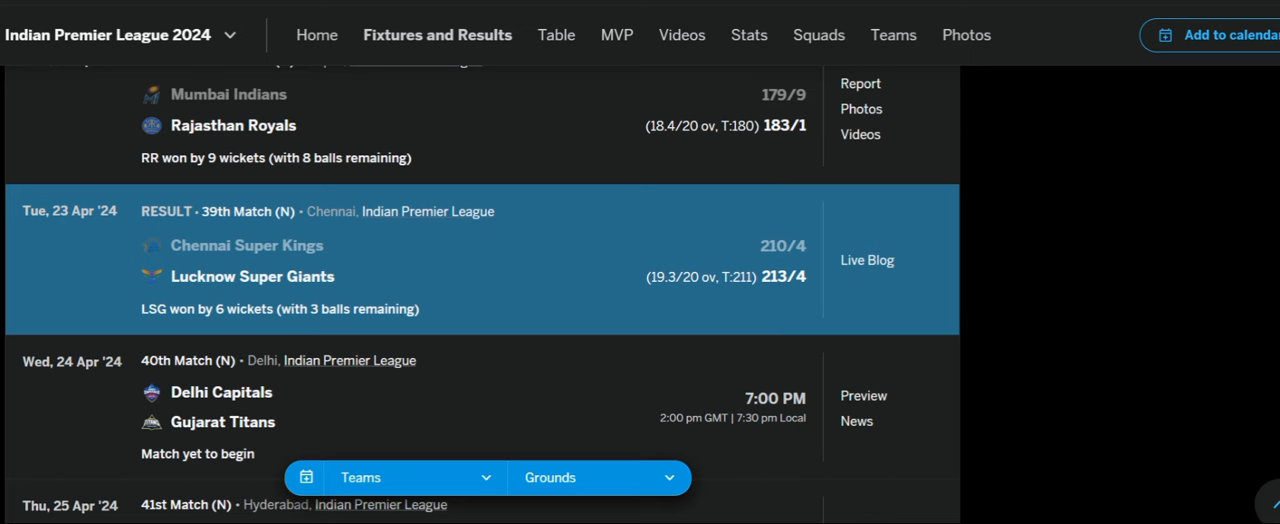 Indian Premier League 2024
Home Fixtures and Results Table MVP Videos Stats Squads Teams Photos
Add to calenda
Mumbai Indians 179/9
Rajasthan Royals (18.4/20 ov, T:180) 183/1
RR won by 9 wickets (with 8 balls remaining)
Report
Photos
Videos
Tue, 23 Apr '24
RESULT • 39th Match (N) • Chennai, Indian Premier League
Chennai Super Kings 210/4
Lucknow Super Giants (19.3/20 ov, T:211) 213/4
LSG won by 6 wickets (with 3 balls remaining)
Live Blog
Wed, 24 Apr '24
40th Match (N) • Delhi, Indian Premier League
Delhi Capitals
Gujarat Titans
7:00 PM
2:00 pm GMT | 7:30 pm Local
Match yet to begin
Preview
News
Teams
Grounds
Thu, 25 Apr '24
41st Match (N) • Hyderabad, Indian Premier League